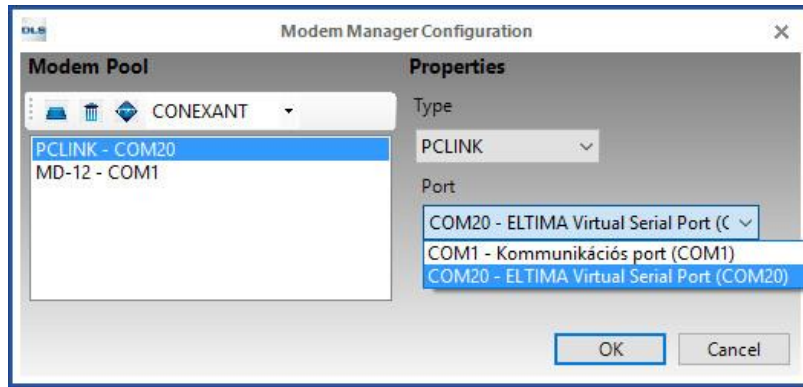 DLS
Modem Manager Configuration
Modem Pool
Properties
CONEXANT
Type
PCLINK - COM20
MD-12 - COM1
PCLINK
Port
COM20 - ELTIMA Virtual Serial Port (C
COM1 - Kommunikációs port (COM1)
COM20 - ELTIMA Virtual Serial Port (COM20)
OK
Cancel